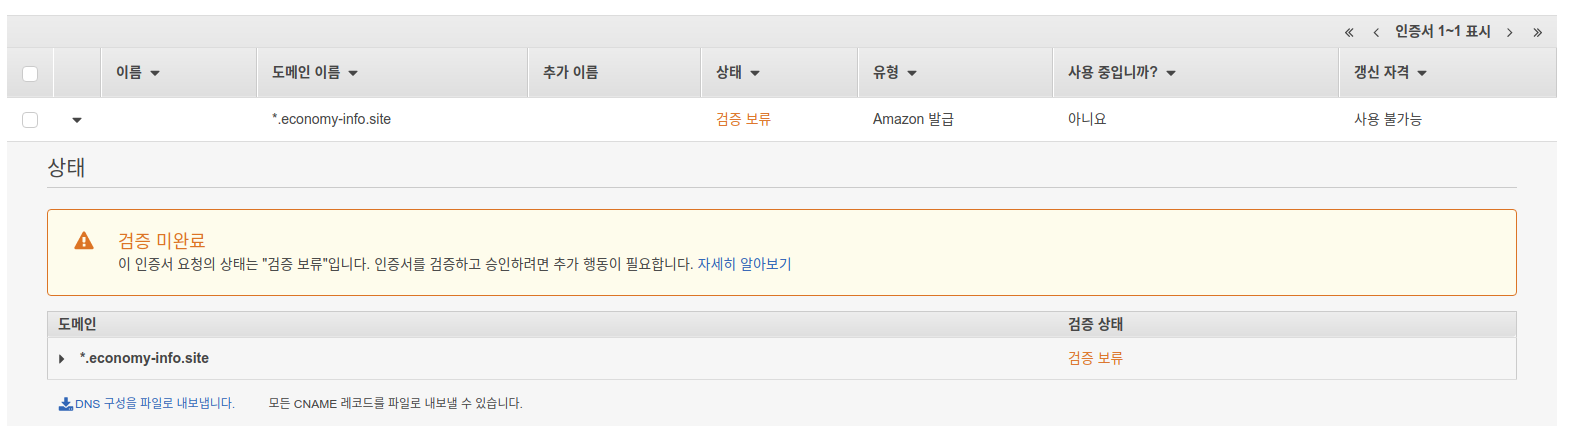 « ‹ 인증서 1~1 표시 › »
이름 도메인 이름 추가 이름 상태 유형 사용 중입니까? 갱신 자격
*.economy-info.site 검증 보류 Amazon 발급 아니요 사용 불가능
상태
검증 미완료
이 인증서 요청의 상태는 "검증 보류"입니다. 인증서를 검증하고 승인하려면 추가 행동이 필요합니다. 자세히 알아보기
도메인 검증 상태
*.economy-info.site 검증 보류
DNS 구성을 파일로 내보냅니다. 모든 CNAME 레코드를 파일로 내보낼 수 있습니다.